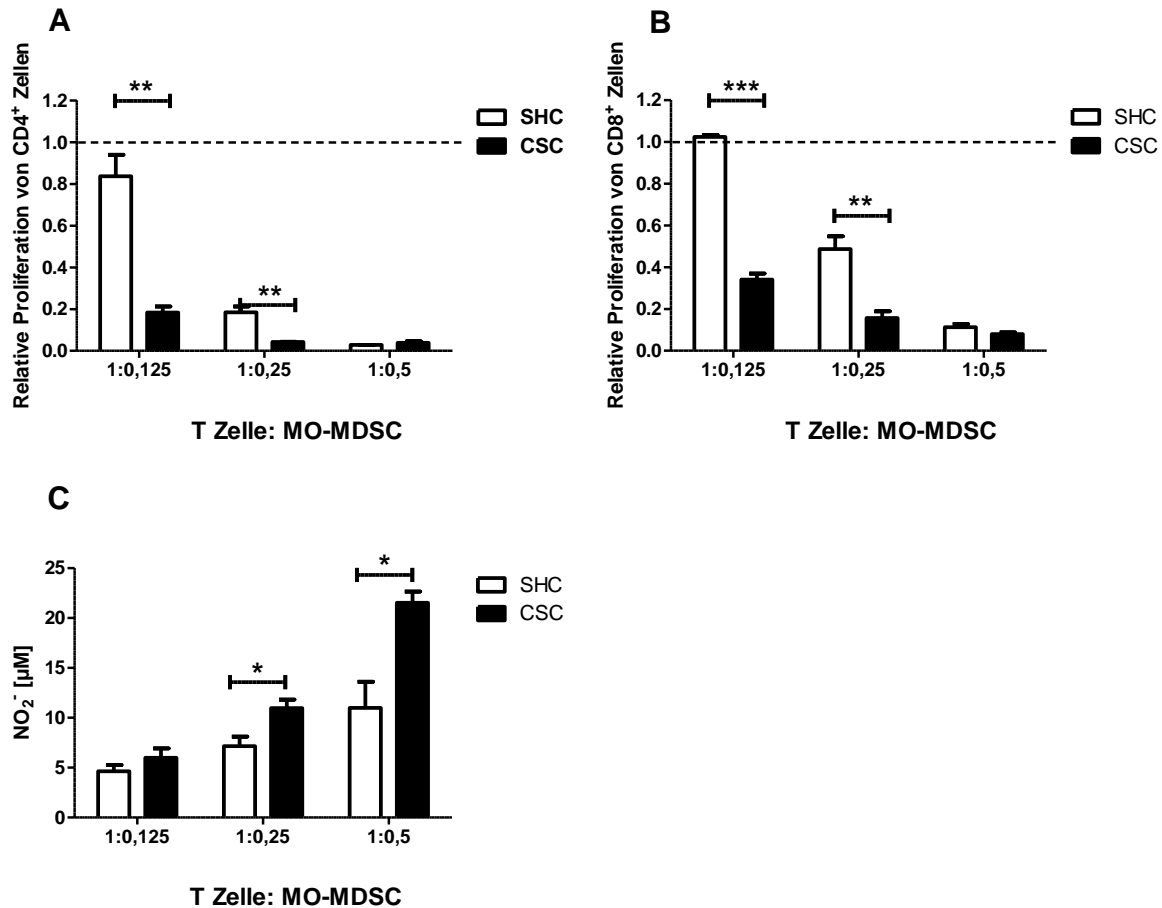 A
Relative Proliferation von CD4+ Zellen
1.2
1.0
0.8
0.6
0.4
0.2
0.0
**
**
SHC
CSC
1:0,125 1:0,25 1:0,5
T Zelle: MO-MDSC
B
Relative Proliferation von CD8+ Zellen
1.2
1.0
0.8
0.6
0.4
0.2
0.0
***
**
SHC
CSC
1:0,125 1:0,25 1:0,5
T Zelle: MO-MDSC
C
NO2- [µM]
25
20
15
10
5
0
*
*
SHC
CSC
1:0,125 1:0,25 1:0,5
T Zelle: MO-MDSC